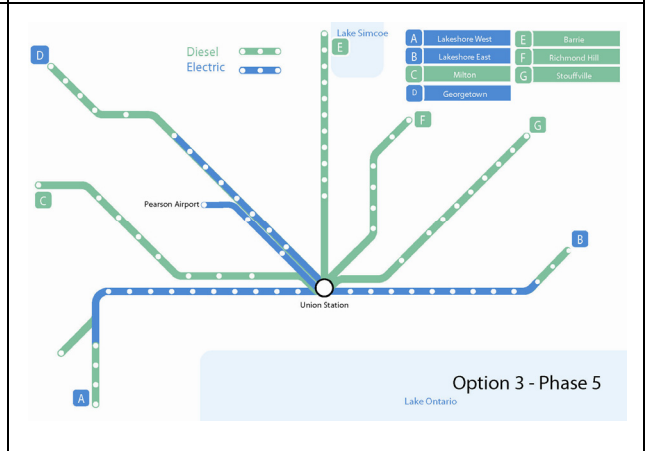 Lake Simcoe
Diesel
Electric
A Lakeshore West
B Lakeshore East
C Milton
D Georgetown
E Barrie
F Richmond Hill
G Stouffville
D
E
F
G
C
Pearson Airport
B
Union Station
A
Option 3 - Phase 5
Lake Ontario